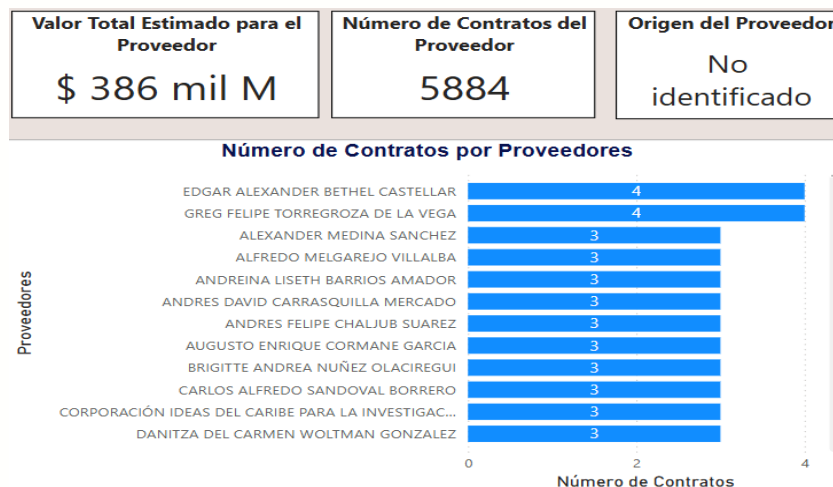 Valor Total Estimado para el
Proveedor
$ 386 mil M
Número de Contratos del
Proveedor
5884
Origen del Proveedor
No
identificado
Número de Contratos por Proveedores
Proveedores
EDGAR ALEXANDER BETHEL CASTELLAR 4
GREG FELIPE TORREGROZA DE LA VEGA 4
ALEXANDER MEDINA SANCHEZ 3
ALFREDO MELGAREJO VILLALBA 3
ANDREINA LISETH BARRIOS AMADOR 3
ANDRES DAVID CARRASQUILLA MERCADO 3
ANDRES FELIPE CHALJUB SUAREZ 3
AUGUSTO ENRIQUE CORMANE GARCIA 3
BRIGITTE ANDREA NUÑEZ OLACIREGUI 3
CARLOS ALFREDO SANDOVAL BORRERO 3
CORPORACIÓN IDEAS DEL CARIBE PARA LA INVESTIGAC... 3
DANITZA DEL CARMEN WOLTMAN GONZALEZ 3
0 2 4
Número de Contratos